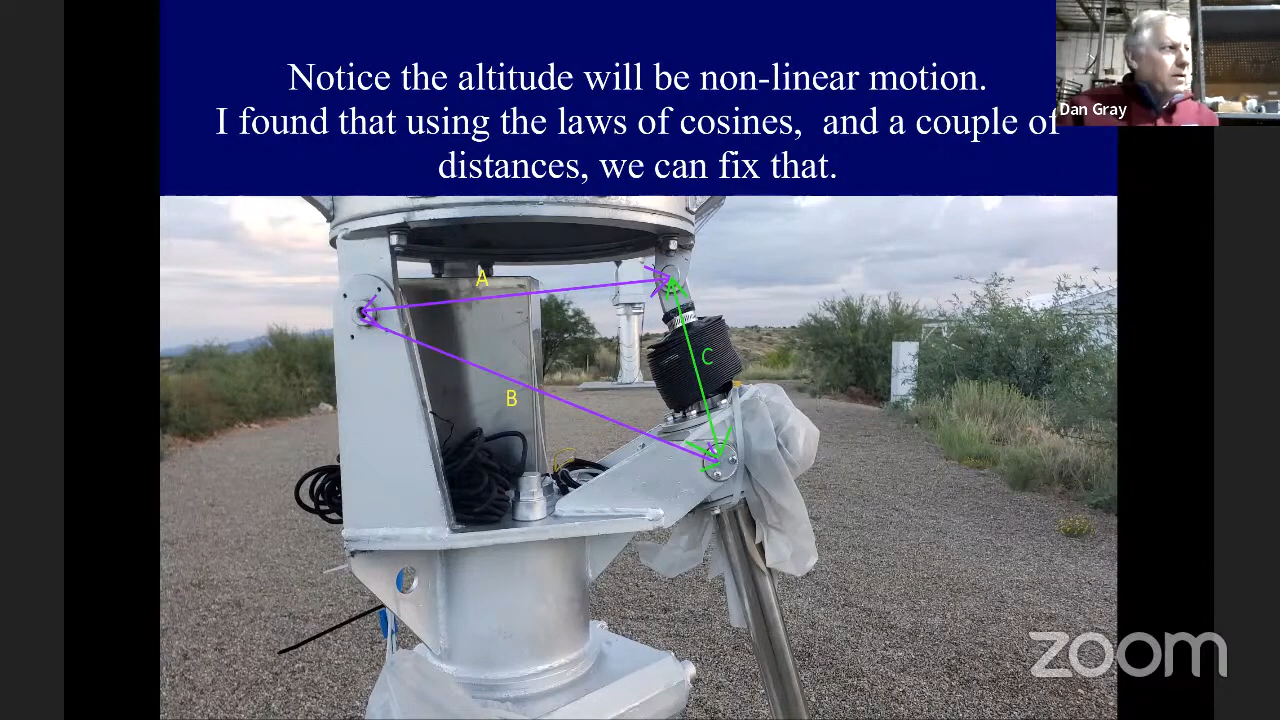 Notice the altitude will be non-linear motion.
I found that using the laws of cosines, and a couple of
distances, we can fix that.
Dan Gray
A
C
B
zoom